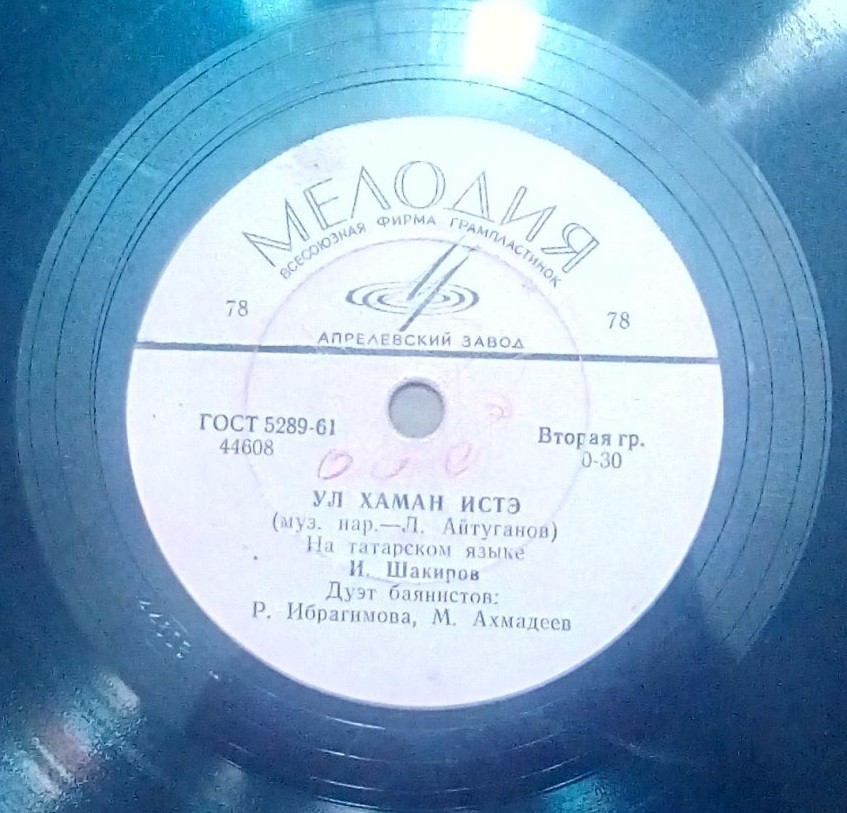 МЕЛОДИЯ
ВСЕСОЮЗНАЯ ФИРМА ГРАМПЛАСТИНОК
78 78
АПРЕЛЕВСКИЙ ЗАВОД
ГОСТ 5289-61 Вторая гр.
44608 0-30
УЛ ХАМАН ИСТЭ
(муз. нар.—Л. Айтуганов)
На татарском языке
И. Шакиров
Дуэт баянистов:
Р. Ибрагимова, М. Ахмадеев